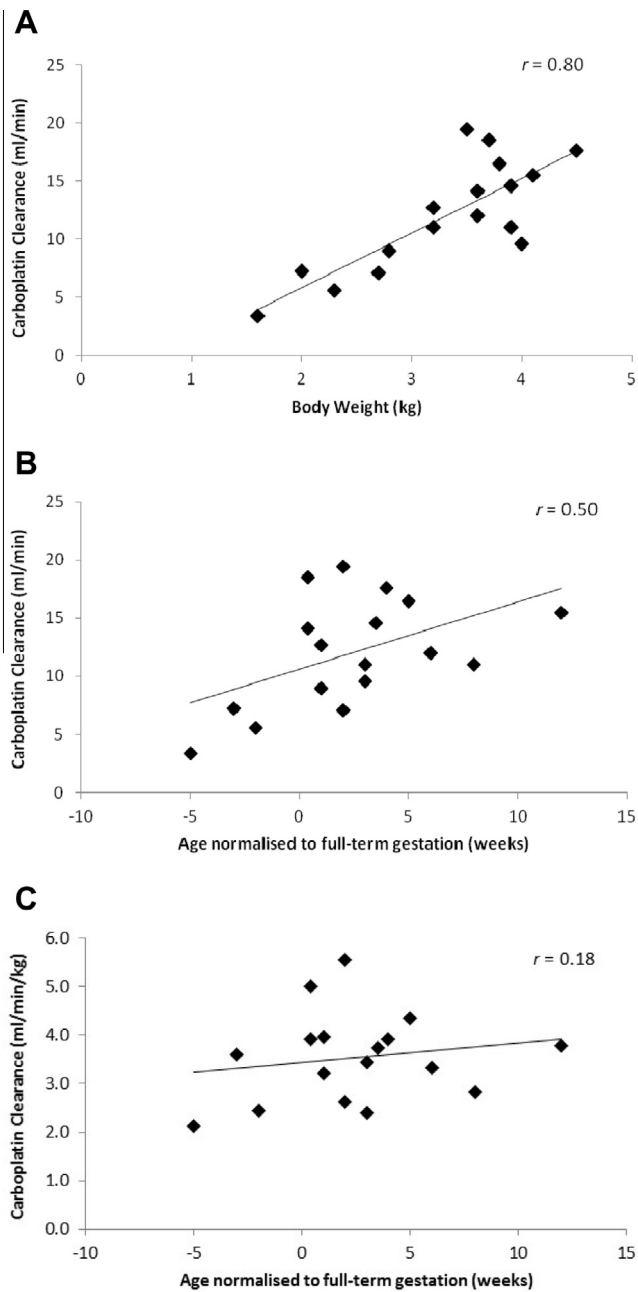 A
r = 0.80
25
20
15
10
5
0
Carboplatin Clearance (ml/min)
0 1 2 3 4 5
Body Weight (kg)
B
r = 0.50
25
20
15
10
5
0
Carboplatin Clearance (ml/min)
-10 -5 0 5 10 15
Age normalised to full-term gestation (weeks)
C
r = 0.18
6.0
5.0
4.0
3.0
2.0
1.0
0.0
Carboplatin Clearance (ml/min/kg)
-10 -5 0 5 10 15
Age normalised to full-term gestation (weeks)